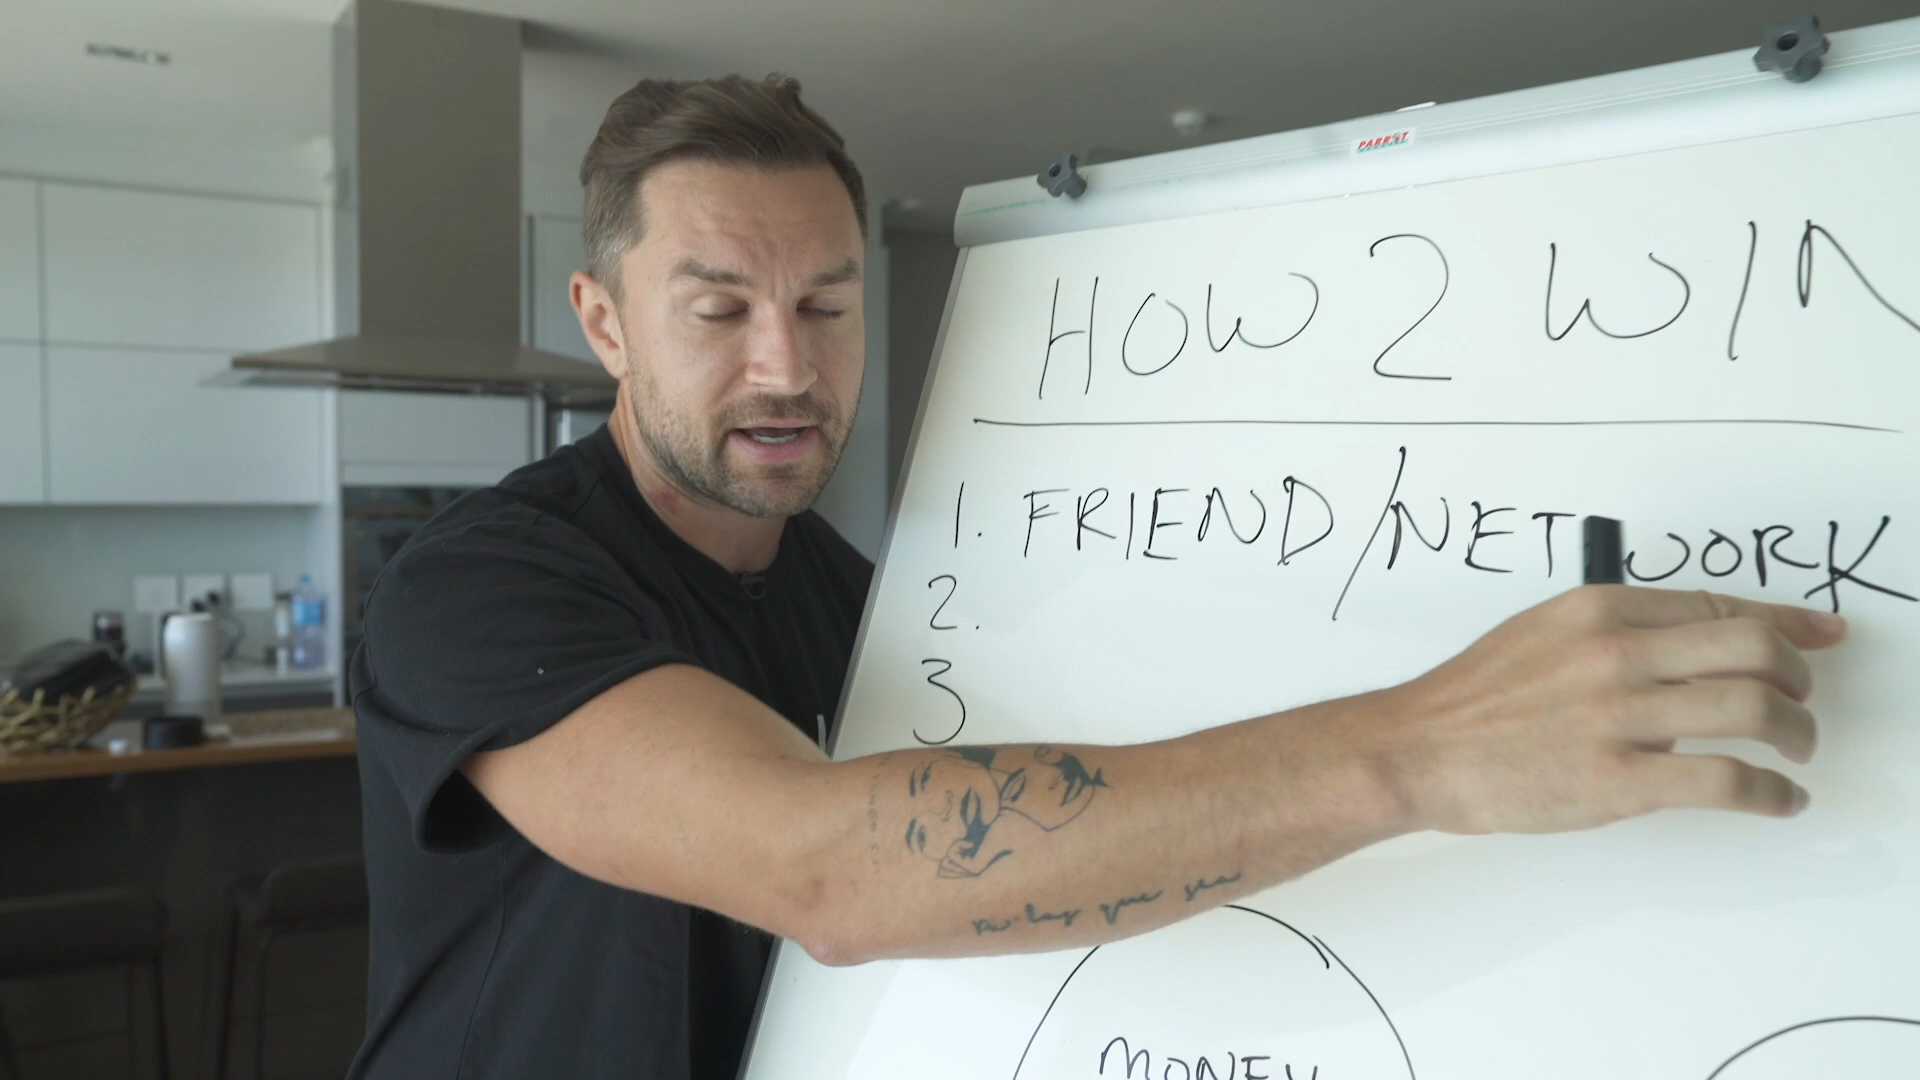 PARROT
HOW 2 WIN
1. FRIEND/NETWORK
2.
3
MONEY